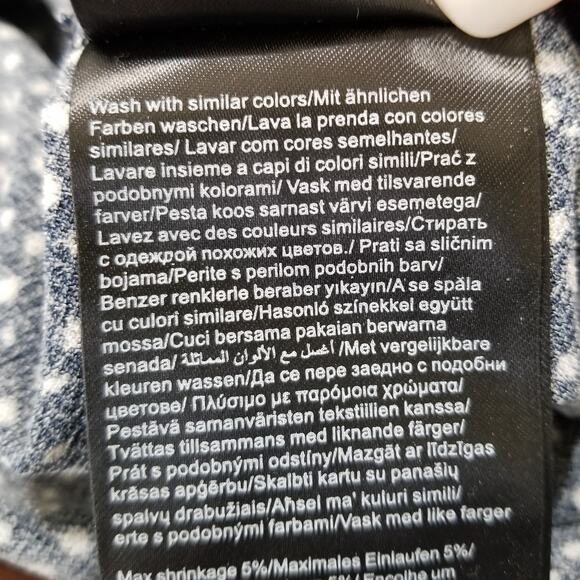 Wash with similar colors/Mit ähnlichen
Farben waschen/Lava la prenda con colores
similares/ Lavar com cores semelhantes/
Lavare insieme a capi di colori simili/Prać z
podobnymi kolorami/ Vask med tilsvarende
farver/Pesta koos sarnast värvi esemetega/
Lavez avec des couleurs similaires/Стирать
с одежрой похожих цветов./ Prati sa sličnim
bojama/Perite s perilom podobnih barv/
Benzer renklerle beraber yıkayın/A se spăla
cu culori similare/Hasonló színekkel együtt
mossa/Cuci bersama pakaian berwarna
senada/ أغسل مع الألوان المماثلة /Met vergelijkbare
kleuren wassen/Да се пере заедно с подобни
цветове/ Πλύσιμο με παρόμοια χρώματα/
Pestävä samanväristen tekstiilien kanssa/
Tvättas tillsammans med liknande färger/
Prát s podobnými odstíny/Mazgāt ar līdzīgas
krāsas apģērbu/Skalbti kartu su panašių
spalvų drabužiais/Aħsel ma' kuluri simili/
erte s podobnými farbami/Vask med like farger
Max shrinkage 5%/Maximales Einlaufen 5%/
5%/Encolhe um